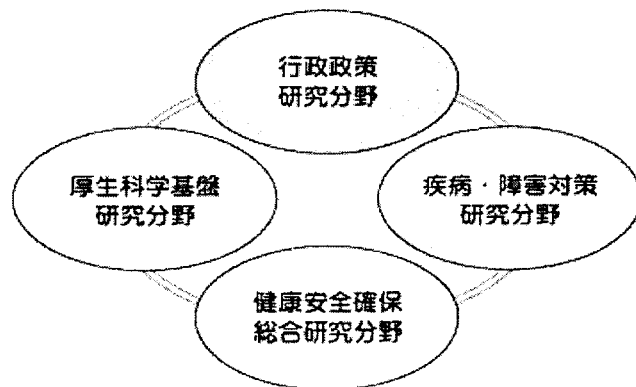 行政政策
研究分野
厚生科学基盤
研究分野
疾病・障害対策
研究分野
健康安全確保
総合研究分野